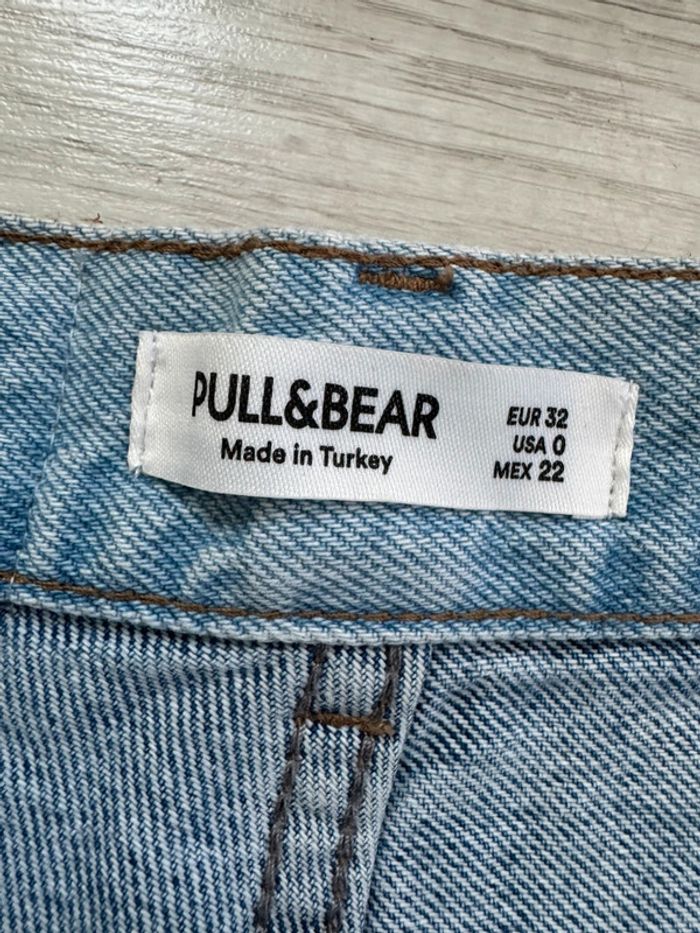 PULL&BEAR
Made in Turkey
EUR 32
USA 0
MEX 22